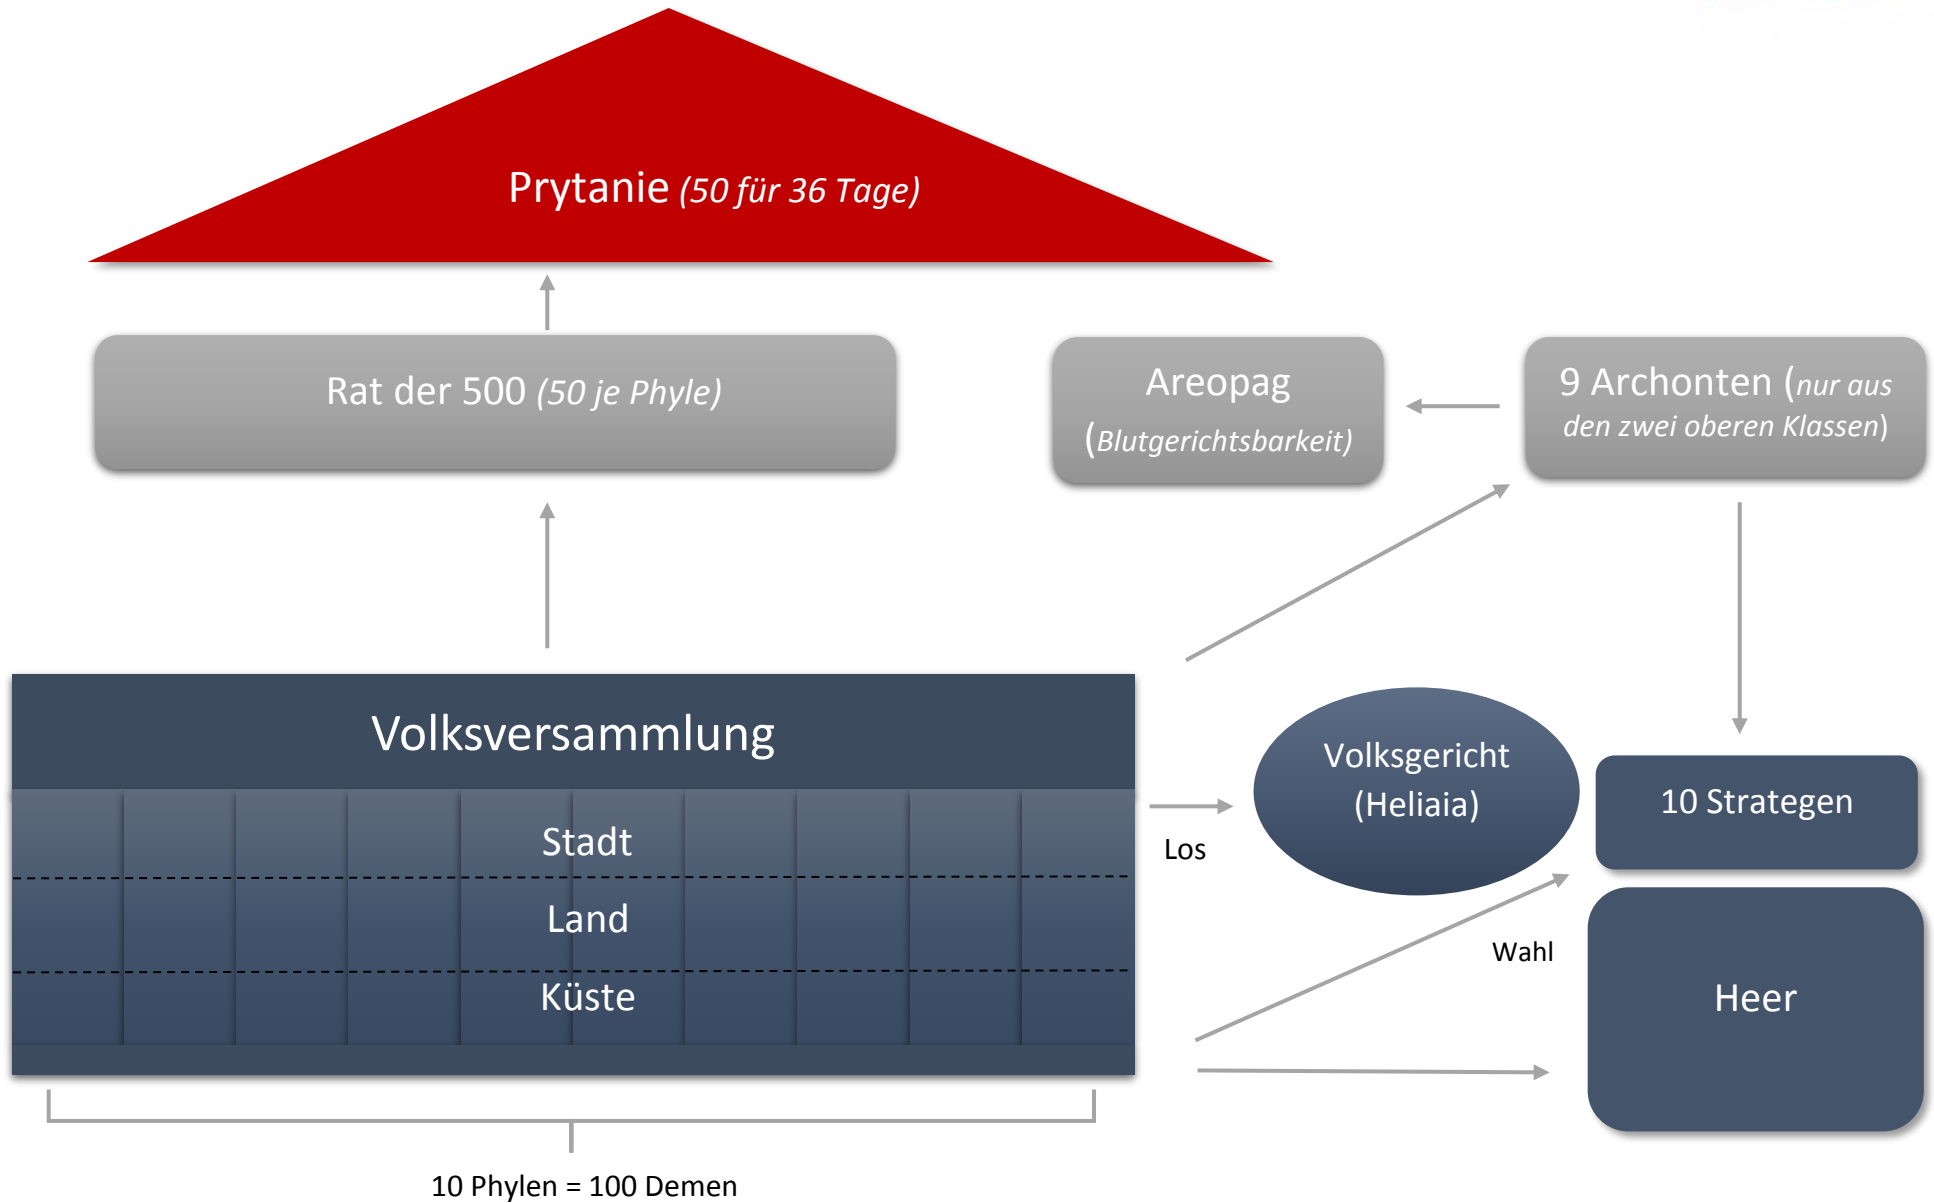 Prytanie (50 für 36 Tage)
Rat der 500 (50 je Phyle)
Areopag
(Blutgerichtsbarkeit)
9 Archonten (nur aus
den zwei oberen Klassen)
Volksversammlung
Stadt
Land
Küste
Los
Volksgericht
(Heliaia)
10 Strategen
Wahl
Heer
10 Phylen = 100 Demen